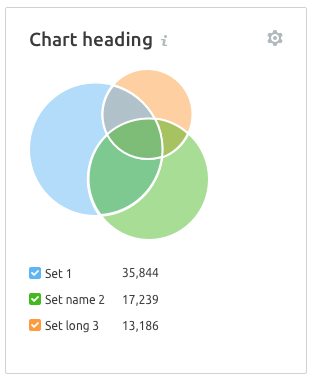 Chart heading i
Set 1 35,844
Set name 2 17,239
Set long 3 13,186